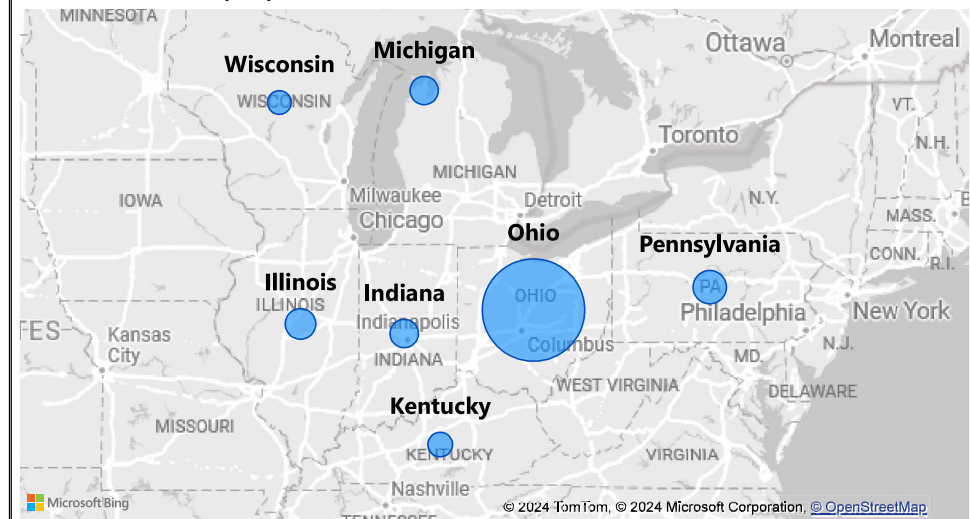 MINNESOTA
Ottawa
Montreal
Michigan
Wisconsin
WISCONSIN
VT.
Toronto
N.H.
MICHIGAN
IOWA
Milwaukee
Detroit
N.Y.
Chicago
MASS.
Ohio
Pennsylvania
CONN.
R.I.
Illinois
Indiana
PA
OHIO
ILLINOIS
Philadelphia
New York
Indianapolis
Kansas
City
Columbus
N.J.
INDIANA
MD.
WEST VIRGINIA
DELAWARE
Kentucky
MISSOURI
KENTUCKY
VIRGINIA
Nashville
Microsoft Bing
© 2024 TomTom, © 2024 Microsoft Corporation, © OpenStreetMap